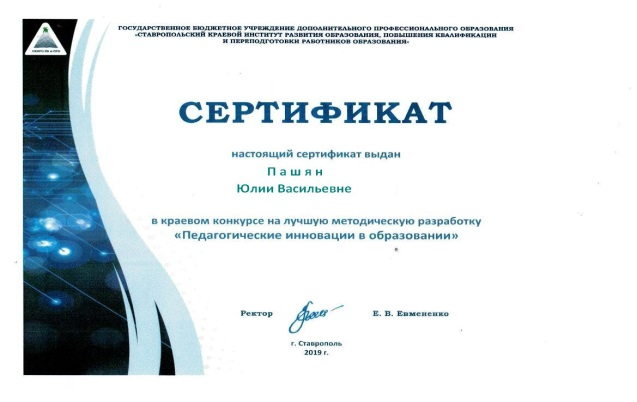 ГОСУДАРСТВЕННОЕ БЮДЖЕТНОЕ УЧРЕЖДЕНИЕ ДОПОЛНИТЕЛЬНОГО ПРОФЕССИОНАЛЬНОГО ОБРАЗОВАНИЯ
«СТАВРОПОЛЬСКИЙ КРАЕВОЙ ИНСТИТУТ РАЗВИТИЯ ОБРАЗОВАНИЯ, ПОВЫШЕНИЯ КВАЛИФИКАЦИИ
И ПЕРЕПОДГОТОВКИ РАБОТНИКОВ ОБРАЗОВАНИЯ»
СЕРТИФИКАТ
настоящий сертификат выдан
Пашян
Юлии Васильевне
в краевом конкурсе на лучшую методическую разработку
«Педагогические инновации в образовании»
Ректор Е. В. Евмененко
г. Ставрополь
2019 г.